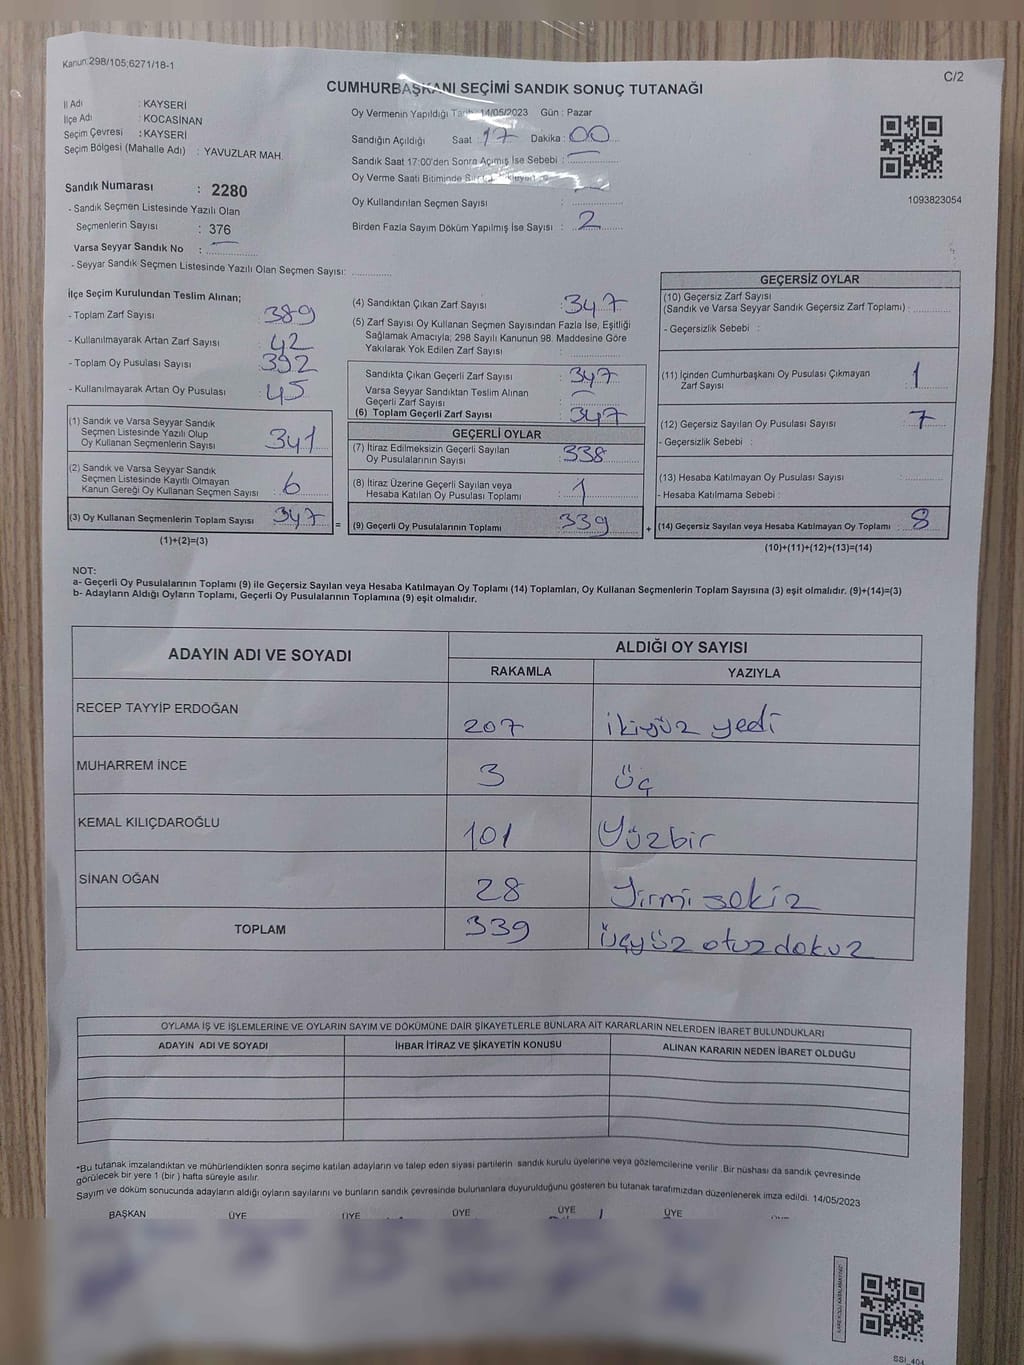 Kanun:298/105;6271/18-1
C/2
CUMHURBAŞKANI SEÇİMİ SANDIK SONUÇ TUTANAĞI
İl Adı : KAYSERİ
İlçe Adı : KOCASİNAN
Seçim Çevresi : KAYSERİ
Seçim Bölgesi (Mahalle Adı) : YAVUZLAR MAH.
Sandık Numarası : 2280
- Sandık Seçmen Listesinde Yazılı Olan
Seçmenlerin Sayısı : 376
Varsa Seyyar Sandık No :
- Seyyar Sandık Seçmen Listesinde Yazılı Olan Seçmen Sayısı:
Oy Vermenin Yapıldığı Tarih: 14/05/2023 Gün : Pazar
Sandığın Açıldığı Saat : 17 Dakika : 00
Sandık Saat 17:00'den Sonra Açımış İse Sebebi :
Oy Verme Saati Bitiminde
Oy Kullandırılan Seçmen Sayısı :
Birden Fazla Sayım Döküm Yapılmış İse Sayısı : 2
1093823054
İlçe Seçim Kurulundan Teslim Alınan;
- Toplam Zarf Sayısı : 389
- Kullanılmayarak Artan Zarf Sayısı : 42
- Toplam Oy Pusulası Sayısı : 392
- Kullanılmayarak Artan Oy Pusulası : 45
(1) Sandık ve Varsa Seyyar Sandık
Seçmen Listesinde Yazılı Olup
Oy Kullanan Seçmenlerin Sayısı : 341
(2) Sandık ve Varsa Seyyar Sandık
Seçmen Listesinde Kayıtlı Olmayan
Kanun Gereği Oy Kullanan Seçmen Sayısı : 6
(3) Oy Kullanan Seçmenlerin Toplam Sayısı : 347
(1)+(2)=(3)
(4) Sandıktan Çıkan Zarf Sayısı : 347
(5) Zarf Sayısı Oy Kullanan Seçmen Sayısından Fazla İse, Eşitliği
Sağlamak Amacıyla; 298 Sayılı Kanunun 98. Maddesine Göre
Yakılarak Yok Edilen Zarf Sayısı :
Sandıkta Çıkan Geçerli Zarf Sayısı : 347
Varsa Seyyar Sandıktan Teslim Alınan
Geçerli Zarf Sayısı :
(6) Toplam Geçerli Zarf Sayısı : 347
GEÇERLİ OYLAR
(7) İtiraz Edilmeksizin Geçerli Sayılan
Oy Pusulalarının Sayısı : 338
(8) İtiraz Üzerine Geçerli Sayılan veya
Hesaba Katılan Oy Pusulası Toplamı : 1
= (9) Geçerli Oy Pusulalarının Toplamı : 339
GEÇERSİZ OYLAR
(10) Geçersiz Zarf Sayısı
(Sandık ve Varsa Seyyar Sandık Geçersiz Zarf Toplamı) :
- Geçersizlik Sebebi :
(11) İçinden Cumhurbaşkanı Oy Pusulası Çıkmayan
Zarf Sayısı : 1
(12) Geçersiz Sayılan Oy Pusulası Sayısı : 7
- Geçersizlik Sebebi :
(13) Hesaba Katılmayan Oy Pusulası Sayısı :
- Hesaba Katılmama Sebebi :
+ (14) Geçersiz Sayılan veya Hesaba Katılmayan Oy Toplamı : 8
(10)+(11)+(12)+(13)=(14)
NOT:
a- Geçerli Oy Pusulalarının Toplamı (9) ile Geçersiz Sayılan veya Hesaba Katılmayan Oy Toplamı (14) Toplamları, Oy Kullanan Seçmenlerin Toplam Sayısına (3) eşit olmalıdır. (9)+(14)=(3)
b- Adayların Aldığı Oyların Toplamı, Geçerli Oy Pusulalarının Toplamına (9) eşit olmalıdır.
ADAYIN ADI VE SOYADI ALDIĞI OY SAYISI
RAKAMLA YAZIYLA
RECEP TAYYİP ERDOĞAN 207 ikiyüz yedi
MUHARREM İNCE 3 üç
KEMAL KILIÇDAROĞLU 101 Yüzbir
SİNAN OĞAN 28 Yirmi sekiz
TOPLAM 339 üçyüz otuzdokuz
OYLAMA İŞ VE İŞLEMLERİNE VE OYLARIN SAYIM VE DÖKÜMÜNE DAİR ŞİKAYETLERLE BUNLARA AİT KARARLARIN NELERDEN İBARET BULUNDUKLARI
ADAYIN ADI VE SOYADI İHBAR İTİRAZ VE ŞİKAYETİN KONUSU ALINAN KARARIN NEDEN İBARET OLDUĞU
*Bu tutanak imzalandıktan ve mühürlendikten sonra seçime katılan adayların ve talep eden siyasi partilerin sandık kurulu üyelerine veya gözlemcilerine verilir. Bir nüshası da sandık çevresinde
görülecek bir yere 1 (bir) hafta süreyle asılır.
Sayım ve döküm sonucunda adayların aldığı oyların sayılarını ve bunların sandık çevresinde bulunanlara duyurulduğunu gösteren bu tutanak tarafımızdan düzenlenerek imza edildi. 14/05/2023
BAŞKAN ÜYE ÜYE ÜYE ÜYE ÜYE